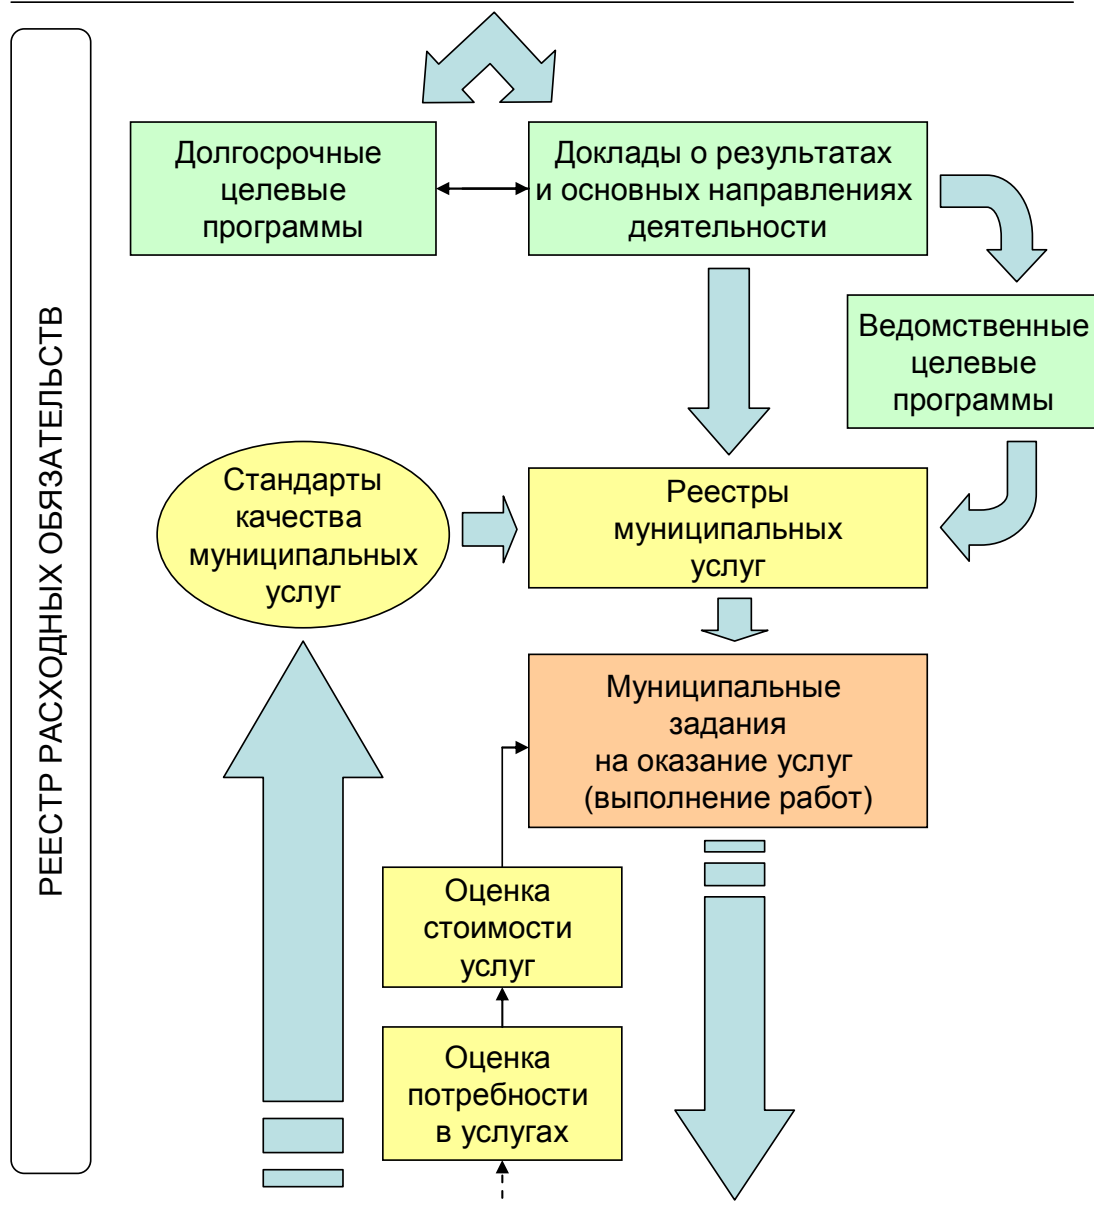 РЕЕСТР РАСХОДНЫХ ОБЯЗАТЕЛЬСТВ
Долгосрочные
целевые
программы
Доклады о результатах
и основных направлениях
деятельности
Ведомственные
целевые
программы
Стандарты
качества
муниципальных
услуг
Реестры
муниципальных
услуг
Муниципальные
задания
на оказание услуг
(выполнение работ)
Оценка
стоимости
услуг
Оценка
потребности
в услугах